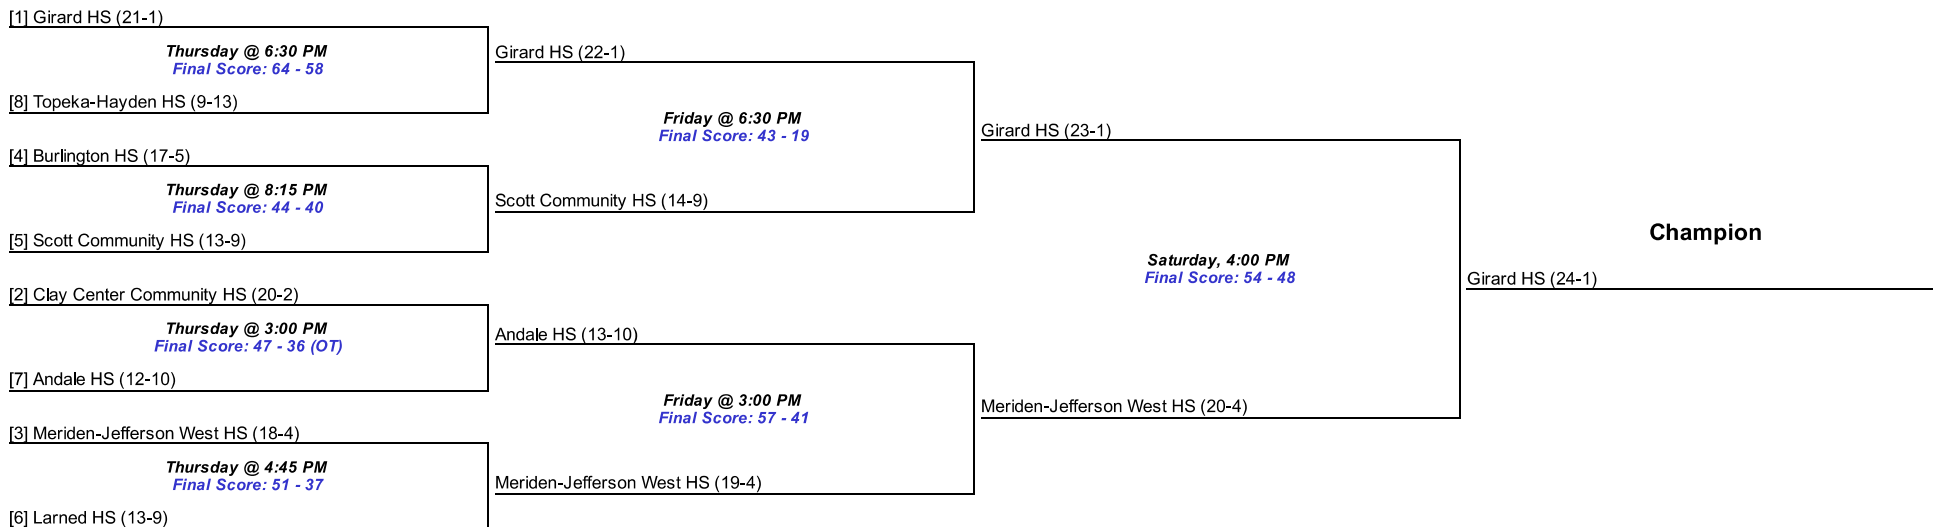 [1] Girard HS (21-1)
Thursday @ 6:30 PM
Final Score: 64 - 58
[8] Topeka-Hayden HS (9-13)
[4] Burlington HS (17-5)
Thursday @ 8:15 PM
Final Score: 44 - 40
[5] Scott Community HS (13-9)
[2] Clay Center Community HS (20-2)
Thursday @ 3:00 PM
Final Score: 47 - 36 (OT)
[7] Andale HS (12-10)
[3] Meriden-Jefferson West HS (18-4)
Thursday @ 4:45 PM
Final Score: 51 - 37
[6] Larned HS (13-9)
Girard HS (22-1)
Friday @ 6:30 PM
Final Score: 43 - 19
Scott Community HS (14-9)
Andale HS (13-10)
Friday @ 3:00 PM
Final Score: 57 - 41
Meriden-Jefferson West HS (19-4)
Girard HS (23-1)
Saturday, 4:00 PM
Final Score: 54 - 48
Meriden-Jefferson West HS (20-4)
Champion
Girard HS (24-1)